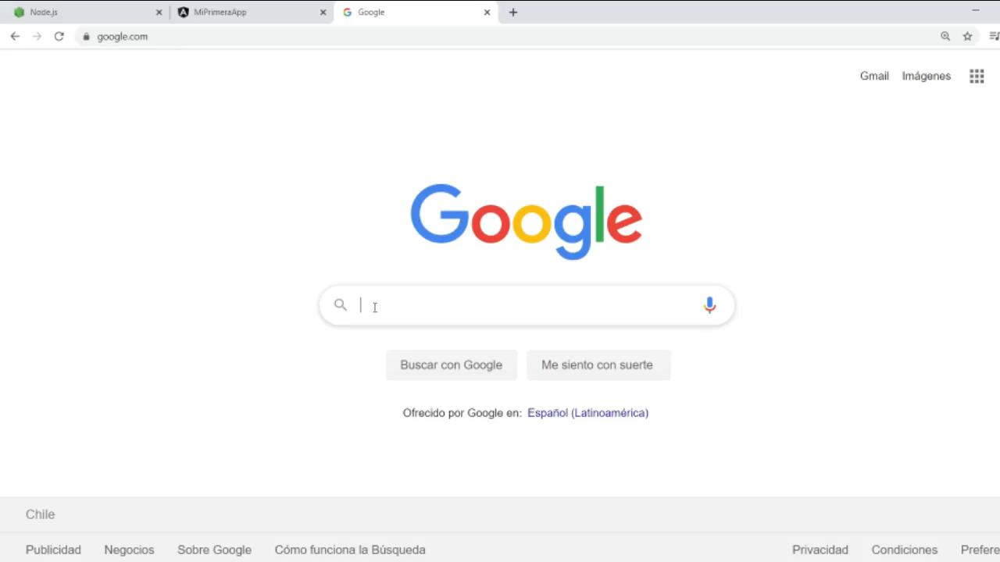 Node.js
MiPrimeraApp
Google
google.com
Gmail Imágenes
Google
Buscar con Google
Me siento con suerte
Ofrecido por Google en: Español (Latinoamérica)
Chile
Publicidad Negocios Sobre Google Cómo funciona la Búsqueda
Privacidad Condiciones Prefere